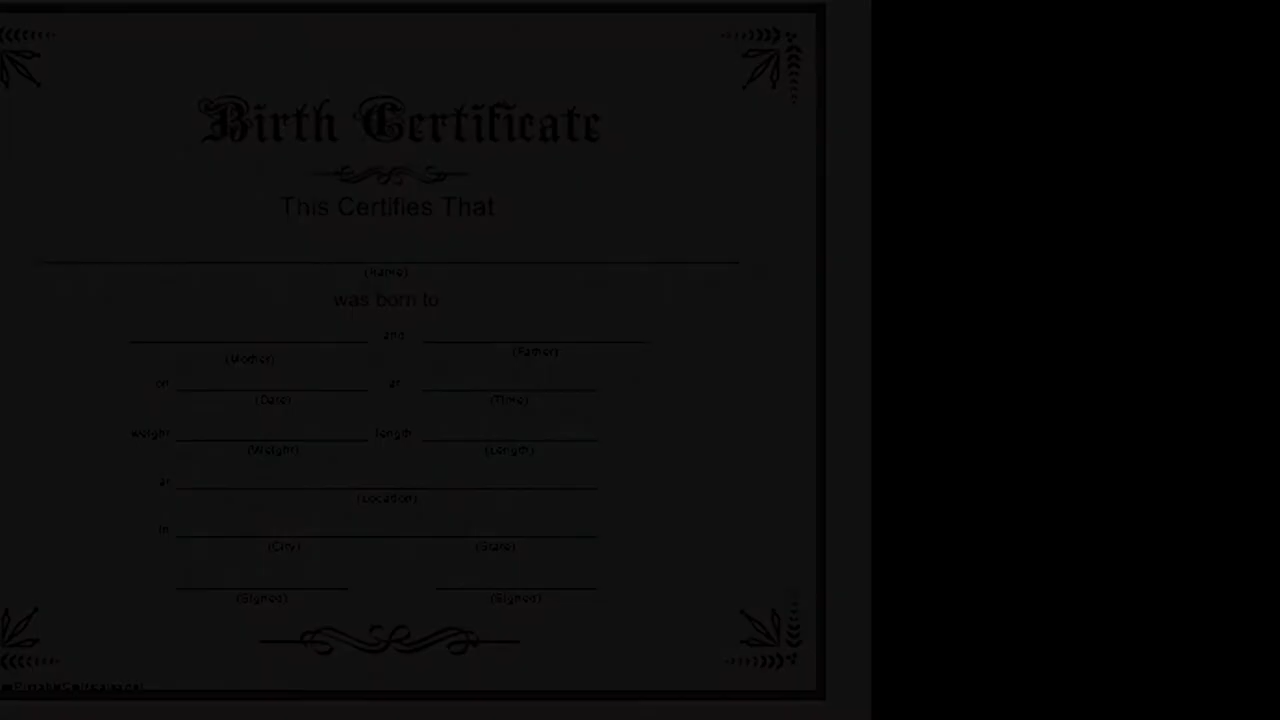 Birth Certificate
This Certifies That
(Name)
was born to
and
(Mother) (Father)
on at
(Date) (Time)
weight length
(Weight) (Length)
at
(Location)
in
(City) (State)
(Signed) (Signed)